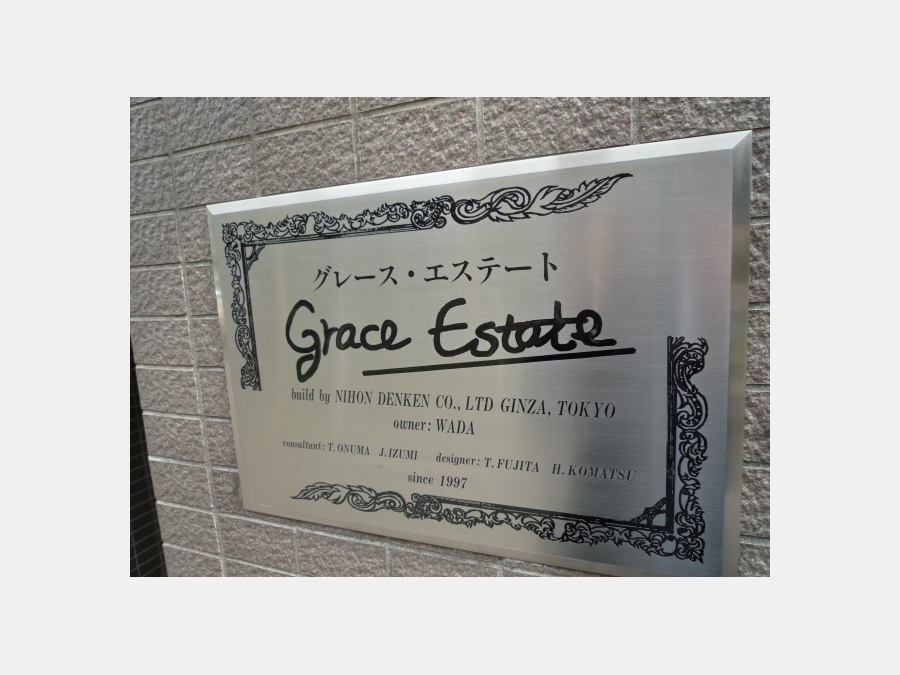 グレース・エステート
Grace Estate
build by NIHON DENKEN CO., LTD GINZA, TOKYO
owner: WADA
consultant: T. ONUMA J. IZUMI designer: T. FUJITA H. KOMATSU
since 1997